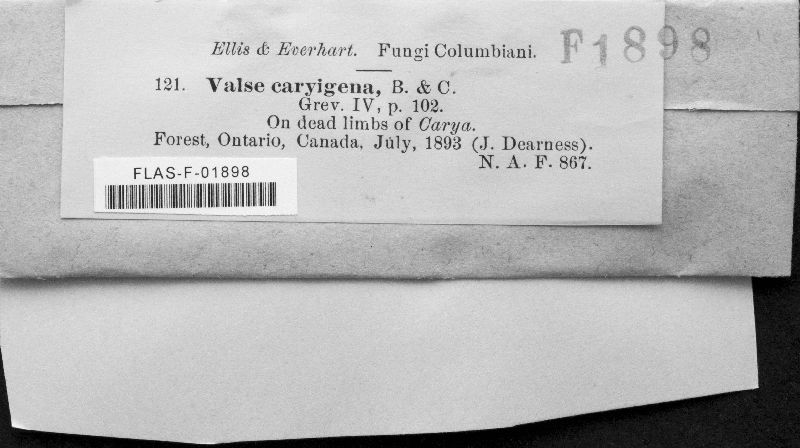 Ellis & Everhart. Fungi Columbiani.
F1898
121. Valse caryigena, B. & C.
Grev. IV, p. 102.
On dead limbs of Carya.
Forest, Ontario, Canada, July, 1893 (J. Dearness).
N. A. F. 867.
FLAS-F-01898